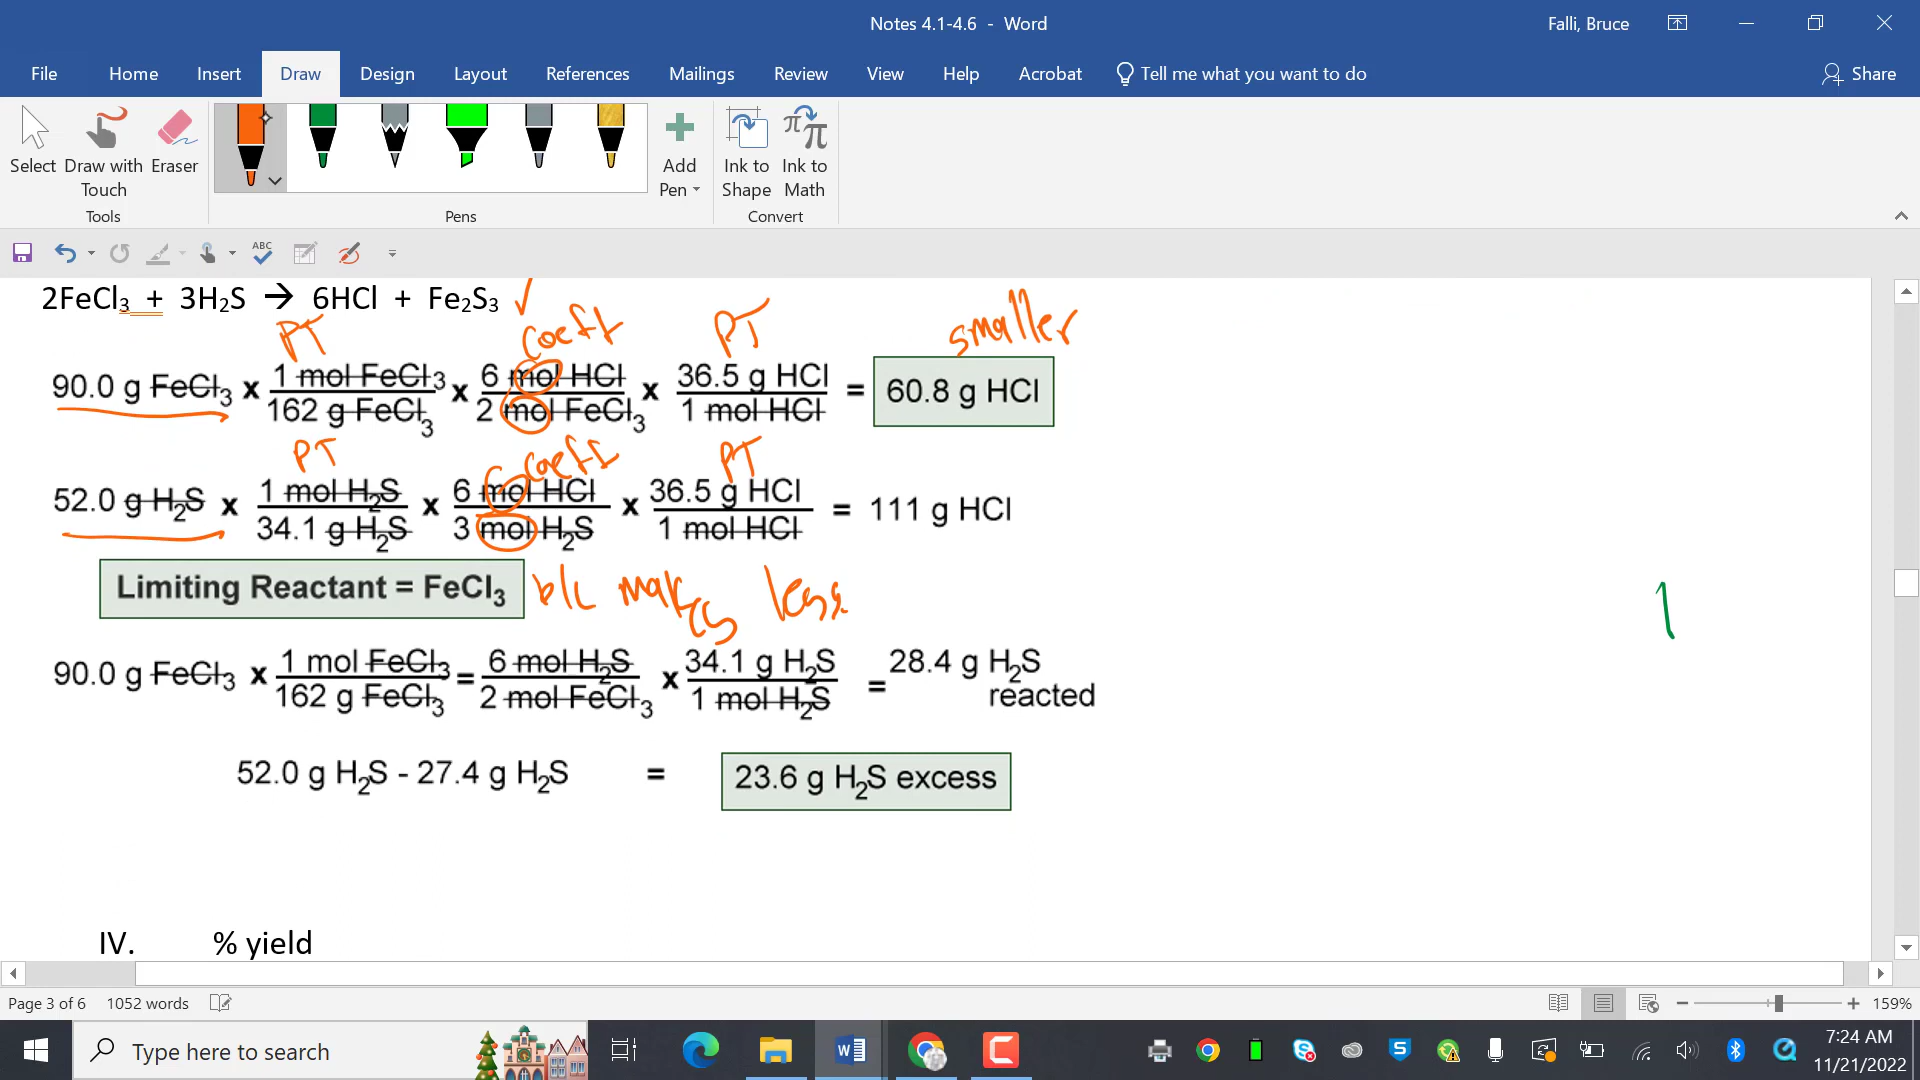 Notes 4.1-4.6 - Word
Falli, Bruce
File Home Insert Draw Design Layout References Mailings Review View Help Acrobat Tell me what you want to do Share
Select Draw with Touch Eraser
Add Pen
Ink to Shape Ink to Math
Tools Pens Convert
ABC
2FeCl3 + 3H2S → 6HCl + Fe2S3 ✓
PT coeft PT smaller
90.0 g FeCl3 x 1 mol FeCl3 / 162 g FeCl3 x 6 mol HCl / 2 mol FeCl3 x 36.5 g HCl / 1 mol HCl = 60.8 g HCl
PT coeft PT
52.0 g H2S x 1 mol H2S / 34.1 g H2S x 6 mol HCl / 3 mol H2S x 36.5 g HCl / 1 mol HCl = 111 g HCl
Limiting Reactant = FeCl3 b/c makes less
1
90.0 g FeCl3 x 1 mol FeCl3 / 162 g FeCl3 = 6 mol H2S / 2 mol FeCl3 x 34.1 g H2S / 1 mol H2S = 28.4 g H2S reacted
52.0 g H2S - 27.4 g H2S = 23.6 g H2S excess
IV. % yield
Page 3 of 6 1052 words 159%
Type here to search
7:24 AM
11/21/2022